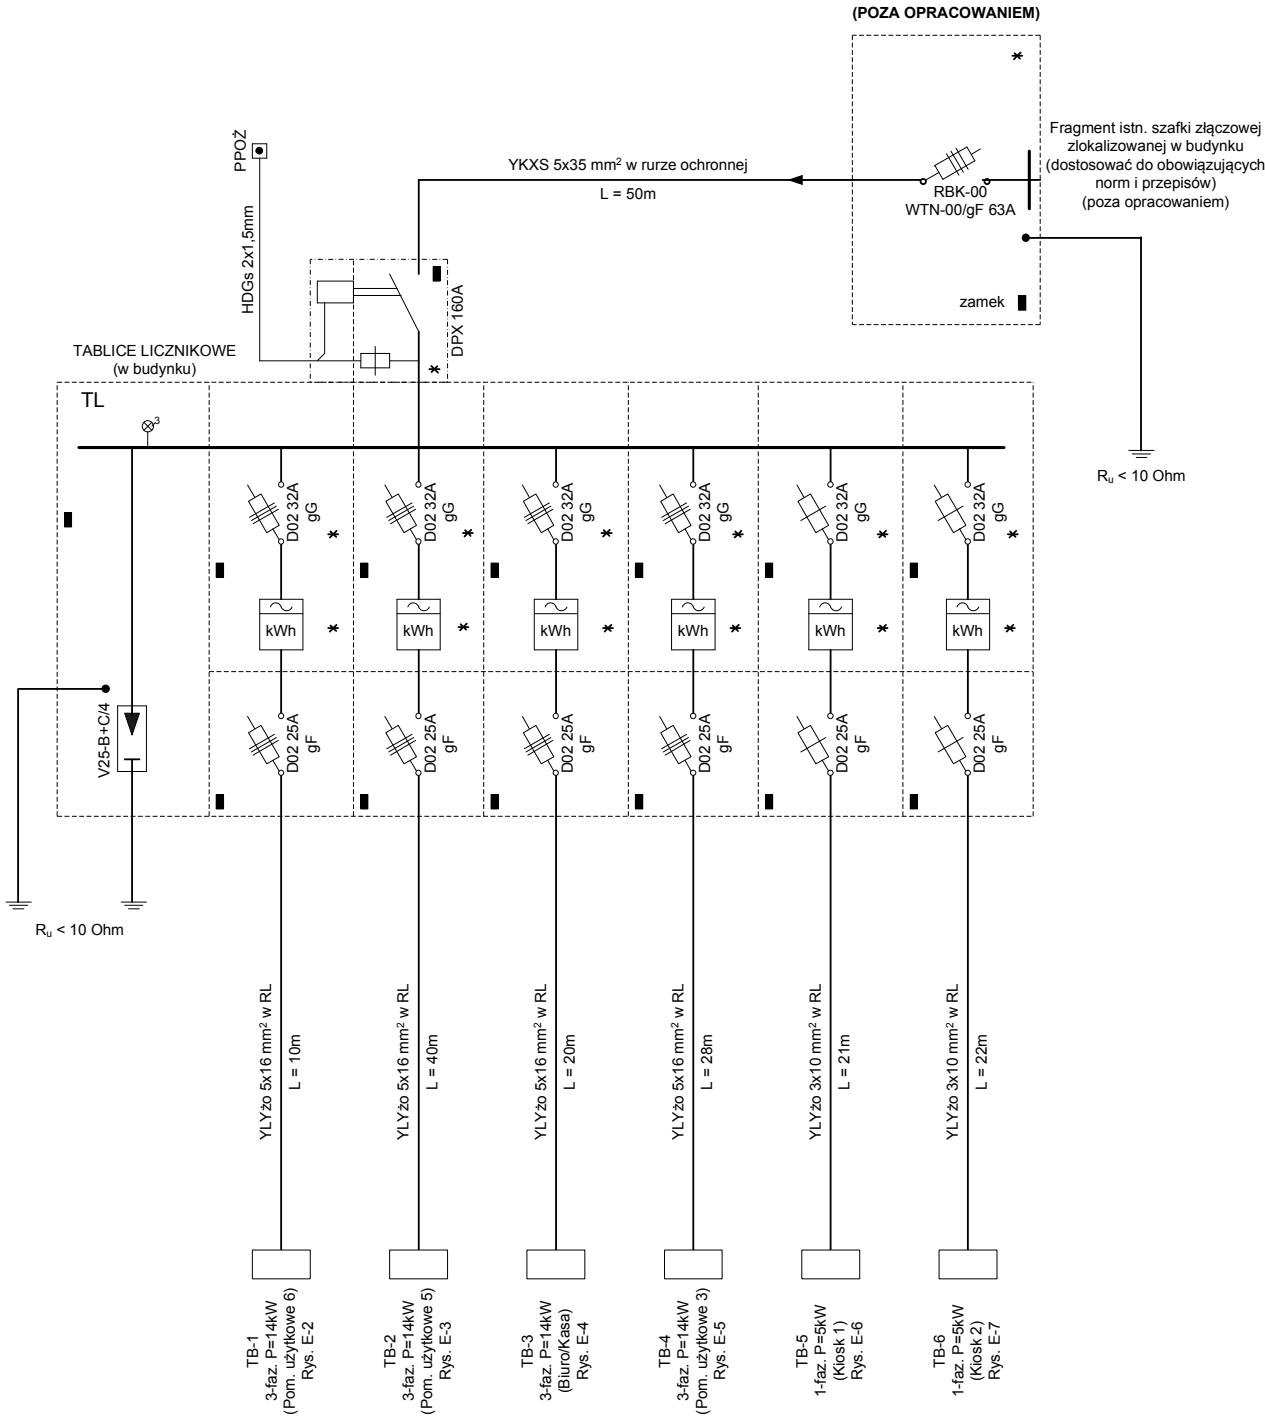 (POZA OPRACOWANIEM)
Fragment istn. szafki złączowej
zlokalizowanej w budynku
(dostosować do obowiązujących
norm i przepisów)
(poza opracowaniem)
RBK-00
WTN-00/gF 63A
zamek
R_u < 10 Ohm
YKXS 5x35 mm² w rurze ochronnej
L = 50m
PPOŻ
HDGs 2x1,5mm
DPX 160A
TABLICE LICZNIKOWE
(w budynku)
TL
3
D02 32A
gG
D02 32A
gG
D02 32A
gG
D02 32A
gG
D02 32A
gG
D02 32A
gG
kWh
kWh
kWh
kWh
kWh
kWh
V25-B+C/4
D02 25A
gF
D02 25A
gF
D02 25A
gF
D02 25A
gF
D02 25A
gF
D02 25A
gF
R_u < 10 Ohm
YLYżo 5x16 mm² w RL
L = 10m
YLYżo 5x16 mm² w RL
L = 40m
YLYżo 5x16 mm² w RL
L = 20m
YLYżo 5x16 mm² w RL
L = 28m
YLYżo 3x10 mm² w RL
L = 21m
YLYżo 3x10 mm² w RL
L = 22m
TB-1
3-faz. P=14kW
(Pom. użytkowe 6)
Rys. E-2
TB-2
3-faz. P=14kW
(Pom. użytkowe 5)
Rys. E-3
TB-3
3-faz. P=14kW
(Biuro/Kasa)
Rys. E-4
TB-4
3-faz. P=14kW
(Pom. użytkowe 3)
Rys. E-5
TB-5
1-faz. P=5kW
(Kiosk 1)
Rys. E-6
TB-6
1-faz. P=5kW
(Kiosk 2)
Rys. E-7